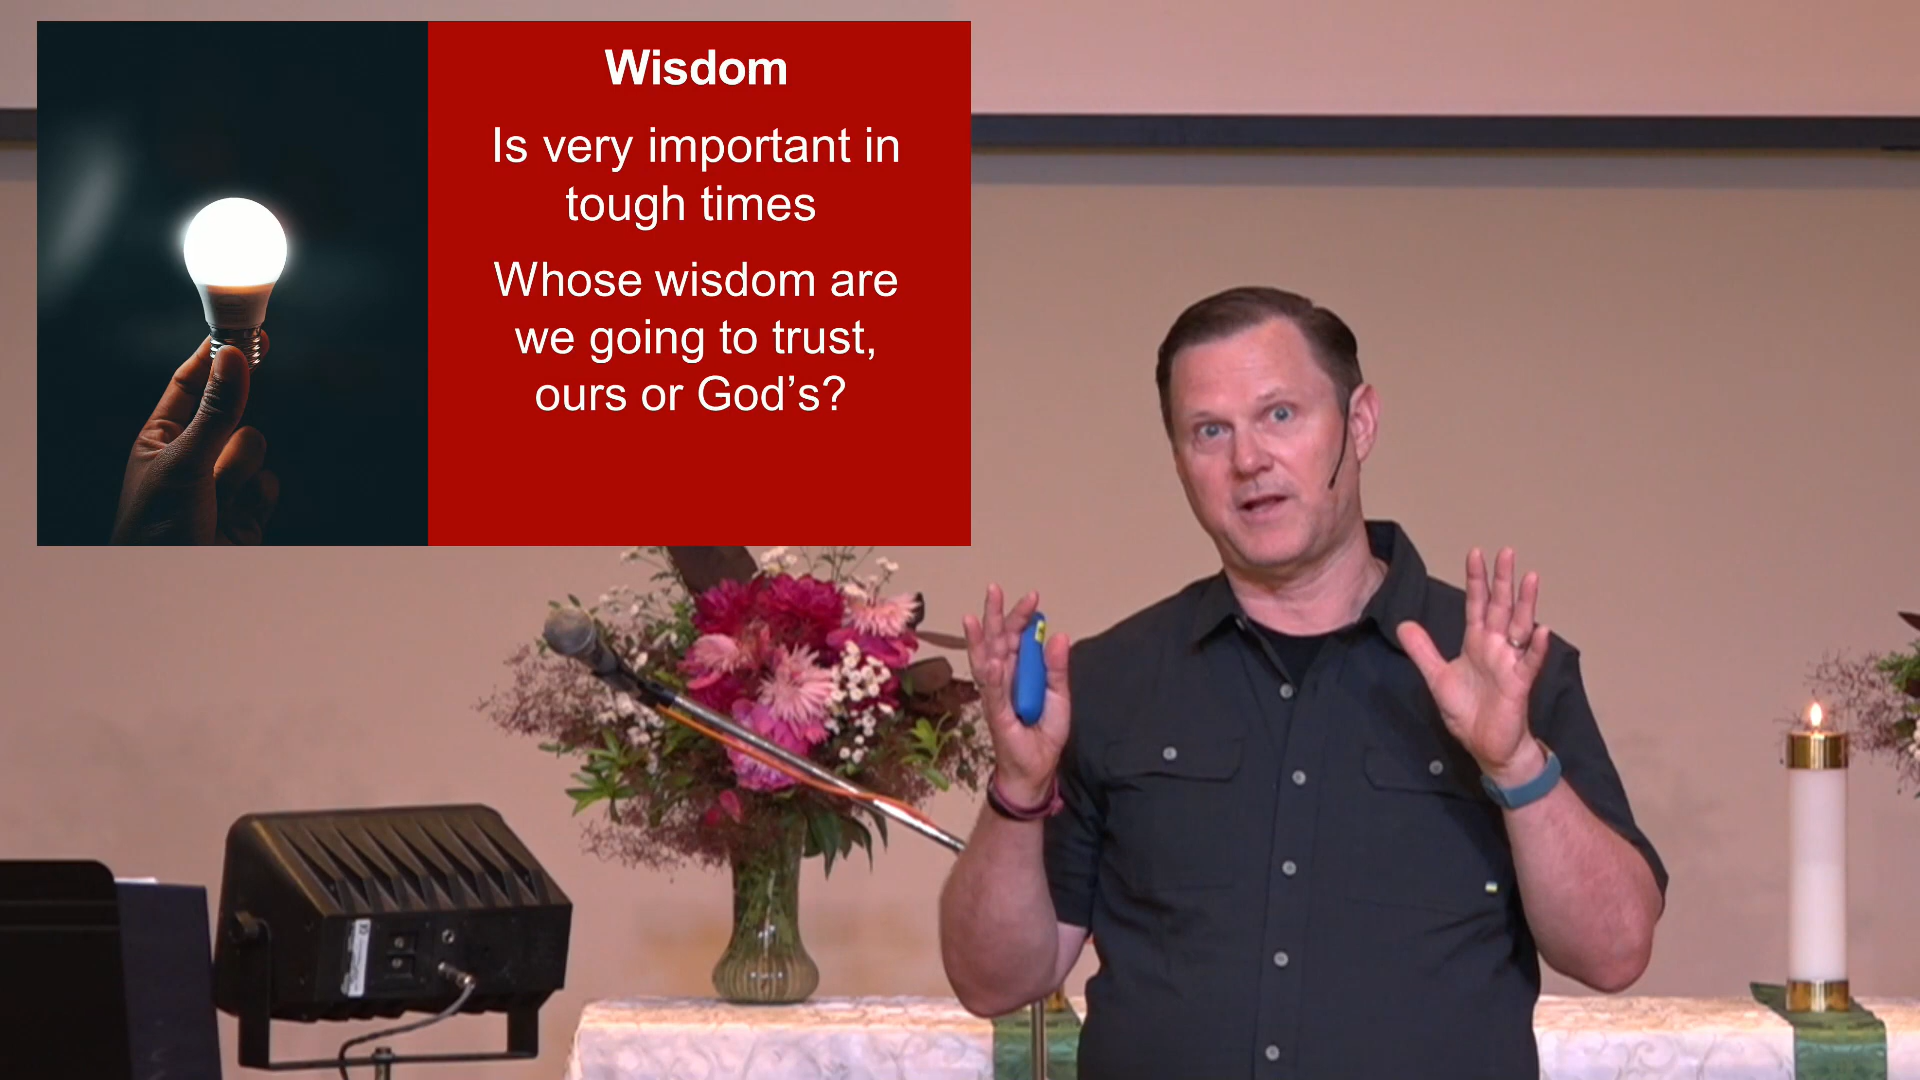 Wisdom
Is very important in
tough times
Whose wisdom are
we going to trust,
ours or God’s?